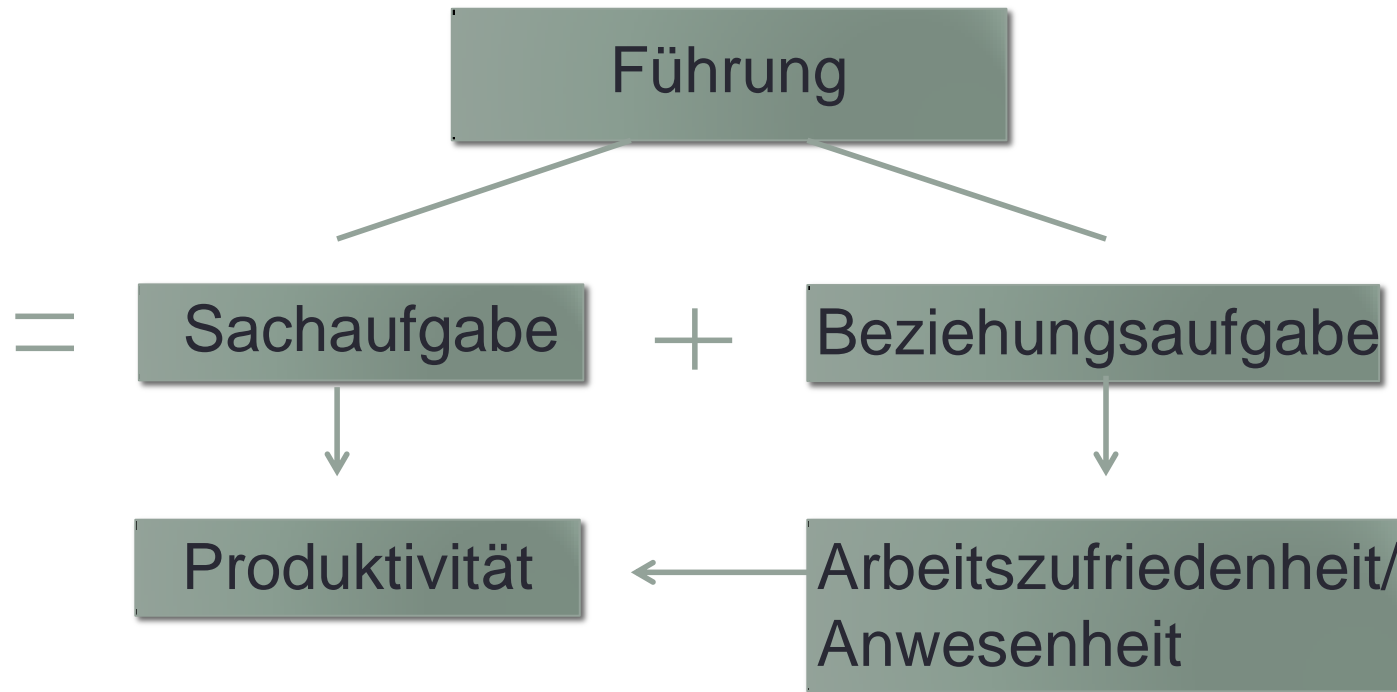 Führung
= Sachaufgabe + Beziehungsaufgabe
Produktivität
Arbeitszufriedenheit/
Anwesenheit